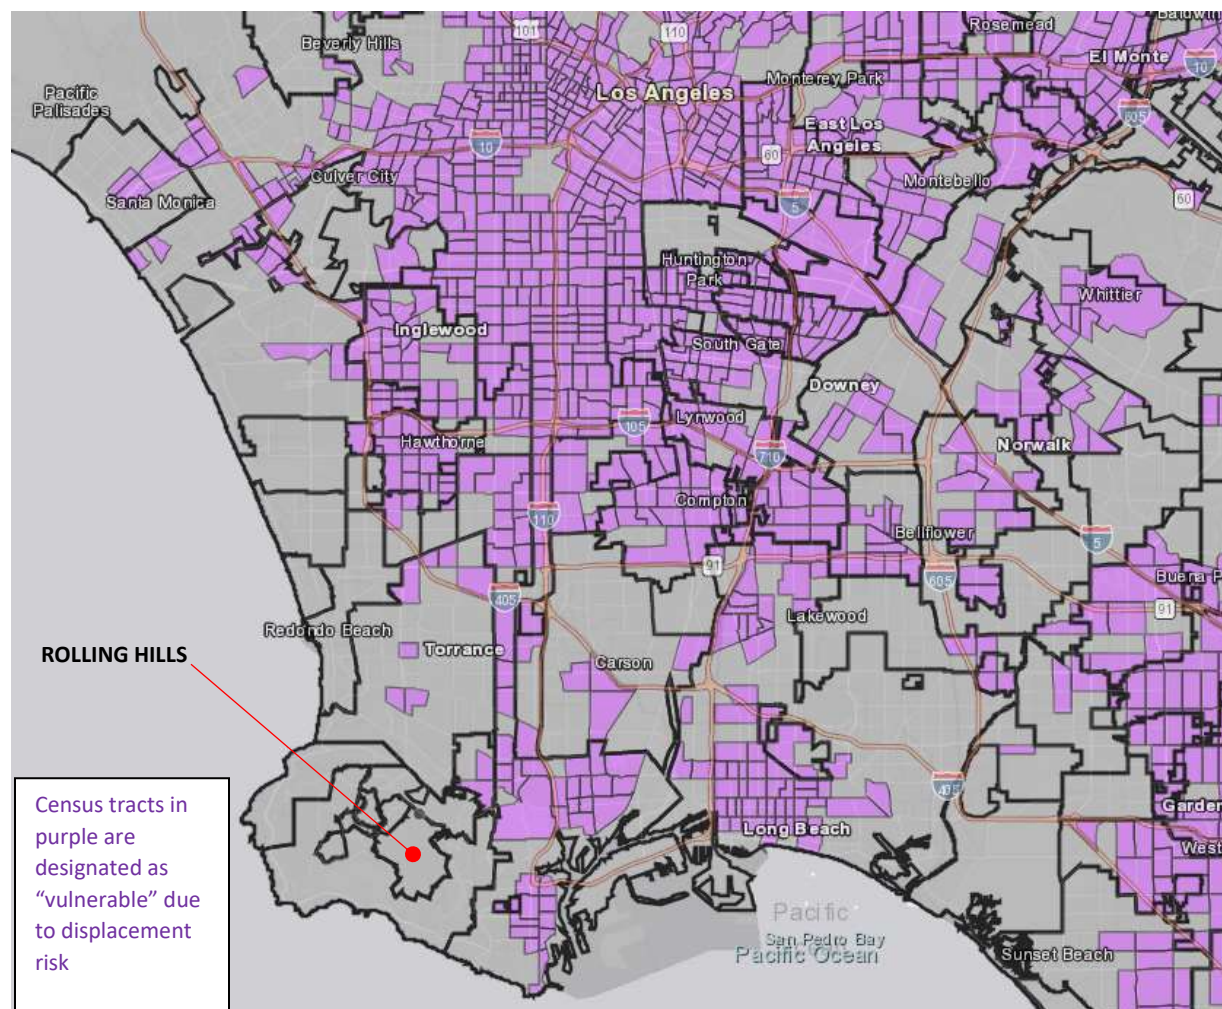 Rosemead
Beverly Hills
101
110
El Monte
10
Monterey Park
Pacific
Palisades
Los Angeles
605
East Los
Angeles
10
60
Culver City
Montebello
Santa Monica
5
60
Huntington
Park
Whittier
Inglewood
South Gate
Downey
Lynwood
105
Hawthorne
Norwalk
710
Compton
110
Bellflower
5
91
605
Buena P
405
91
Lakewood
Redondo Beach
Torrance
ROLLING HILLS
Carson
405
Census tracts in
purple are
designated as
“vulnerable” due
to displacement
risk
Garden
Long Beach
West
Pacific
San Pedro Bay
Pacific Ocean
Sunset Beach